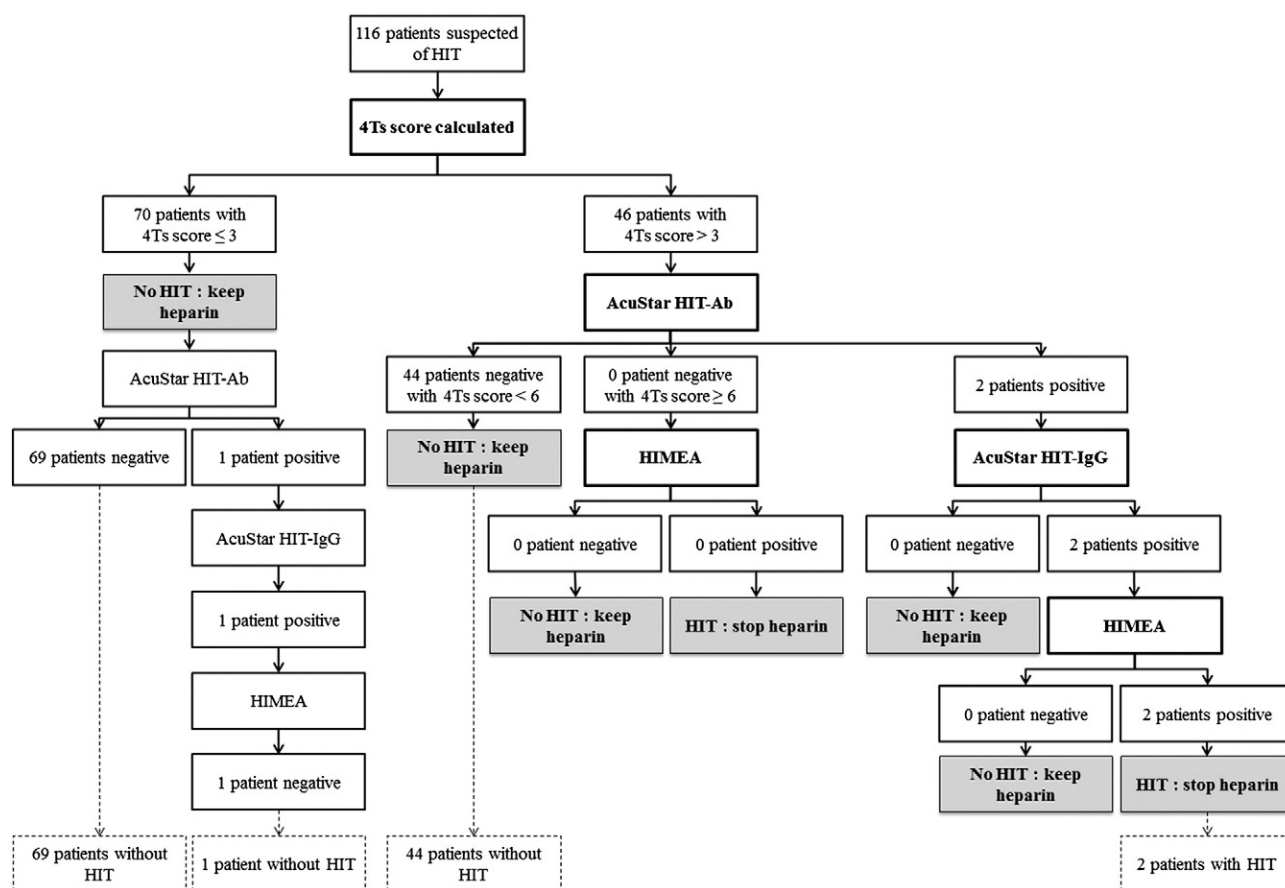 116 patients suspected
of HIT
4Ts score calculated
70 patients with
4Ts score ≤ 3
46 patients with
4Ts score > 3
No HIT : keep
heparin
AcuStar HIT-Ab
AcuStar HIT-Ab
44 patients negative
with 4Ts score < 6
0 patient negative
with 4Ts score ≥ 6
2 patients positive
69 patients negative
1 patient positive
No HIT : keep
heparin
HIMEA
AcuStar HIT-IgG
AcuStar HIT-IgG
0 patient negative
0 patient positive
0 patient negative
2 patients positive
1 patient positive
No HIT : keep
heparin
HIT : stop heparin
No HIT : keep
heparin
HIMEA
HIMEA
0 patient negative
2 patients positive
1 patient negative
No HIT : keep
heparin
HIT : stop heparin
69 patients without
HIT
1 patient without HIT
44 patients without
HIT
2 patients with HIT